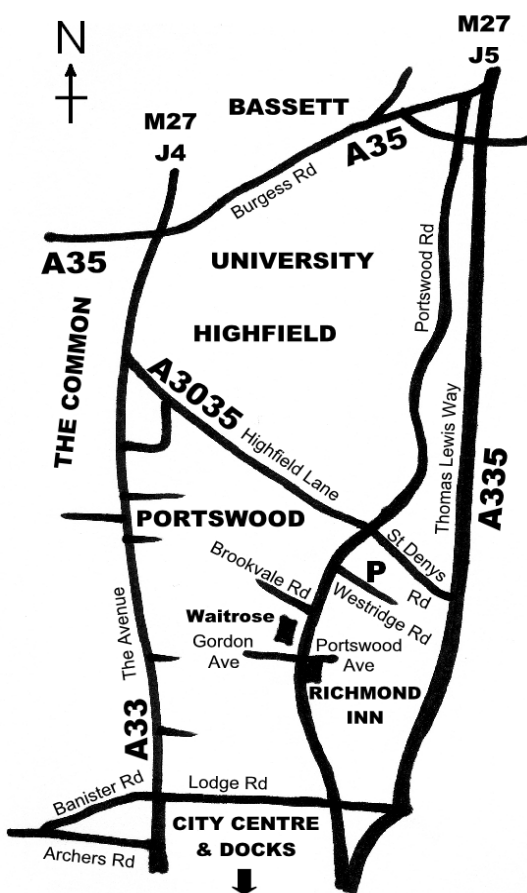 N
M27
J5
BASSETT
M27
J4
A35
Burgess Rd
A35
UNIVERSITY
Portswood Rd
HIGHFIELD
THE COMMON
A3035
Highfield Lane
Thomas Lewis Way
A335
PORTSWOOD
St Denys
Rd
P
Brookvale Rd
Westridge Rd
Waitrose
Gordon
Ave
Portswood
Ave
The Avenue
RICHMOND
INN
A33
Banister Rd
Lodge Rd
CITY CENTRE
& DOCKS
Archers Rd